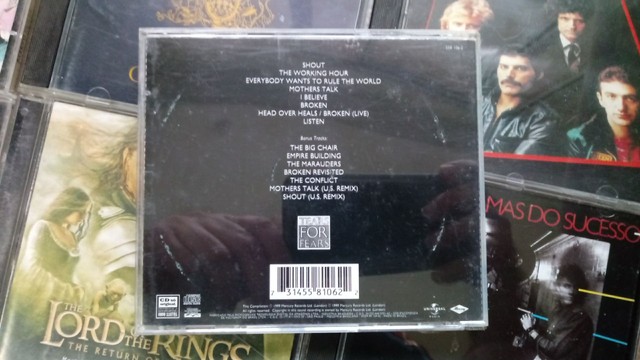 SHOUT
THE WORKING HOUR
EVERYBODY WANTS TO RULE THE WORLD
MOTHERS TALK
I BELIEVE
BROKEN
HEAD OVER HEALS / BROKEN (LIVE)
LISTEN
Bonus Tracks:
THE BIG CHAIR
EMPIRE BUILDING
THE MARAUDERS
BROKEN REVISITED
THE CONFLICT
MOTHERS TALK (U.S. REMIX)
SHOUT (U.S. REMIX)
TEARS
FOR
FEARS
7 31455 81062 2
UNIVERSAL
MAS DO SUCESSO
THE
LORD OF THE RINGS
THE RETURN OF